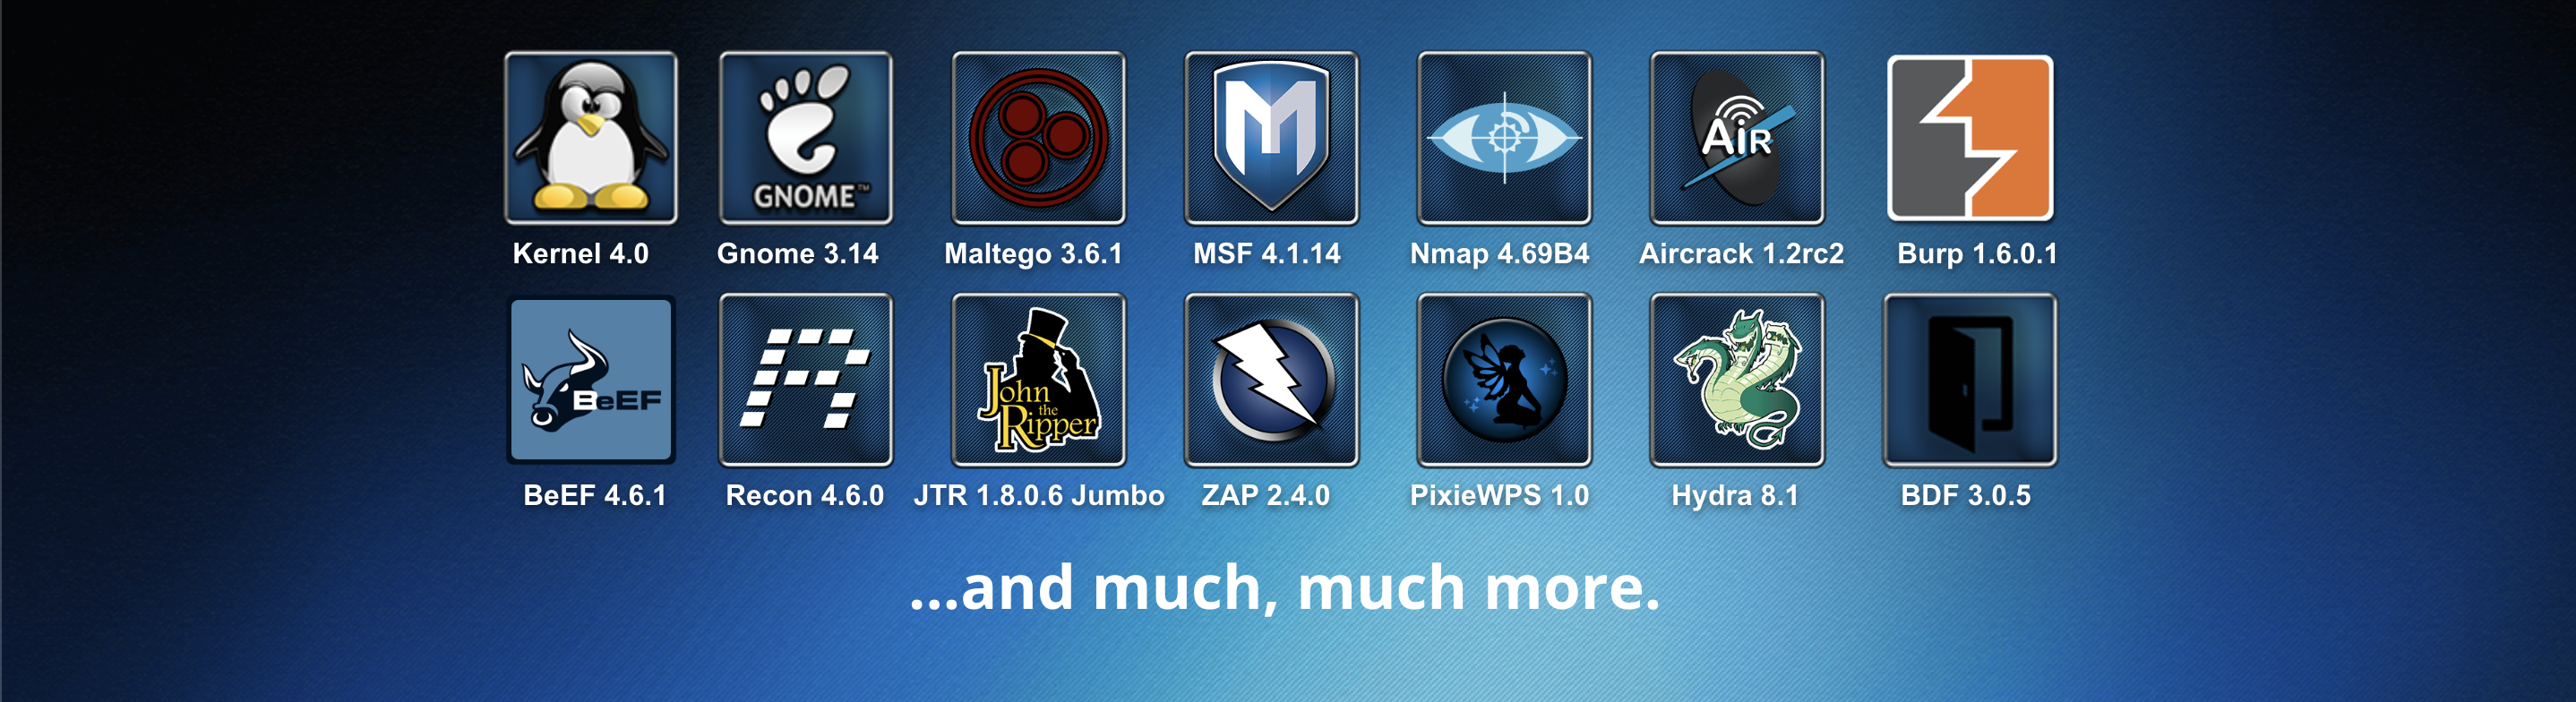 GNOME™
AIR
Kernel 4.0
Gnome 3.14
Maltego 3.6.1
MSF 4.1.14
Nmap 4.69B4
Aircrack 1.2rc2
Burp 1.6.0.1
BeEF
John
the
Ripper
BeEF 4.6.1
Recon 4.6.0
JTR 1.8.0.6 Jumbo
ZAP 2.4.0
PixieWPS 1.0
Hydra 8.1
BDF 3.0.5
...and much, much more.